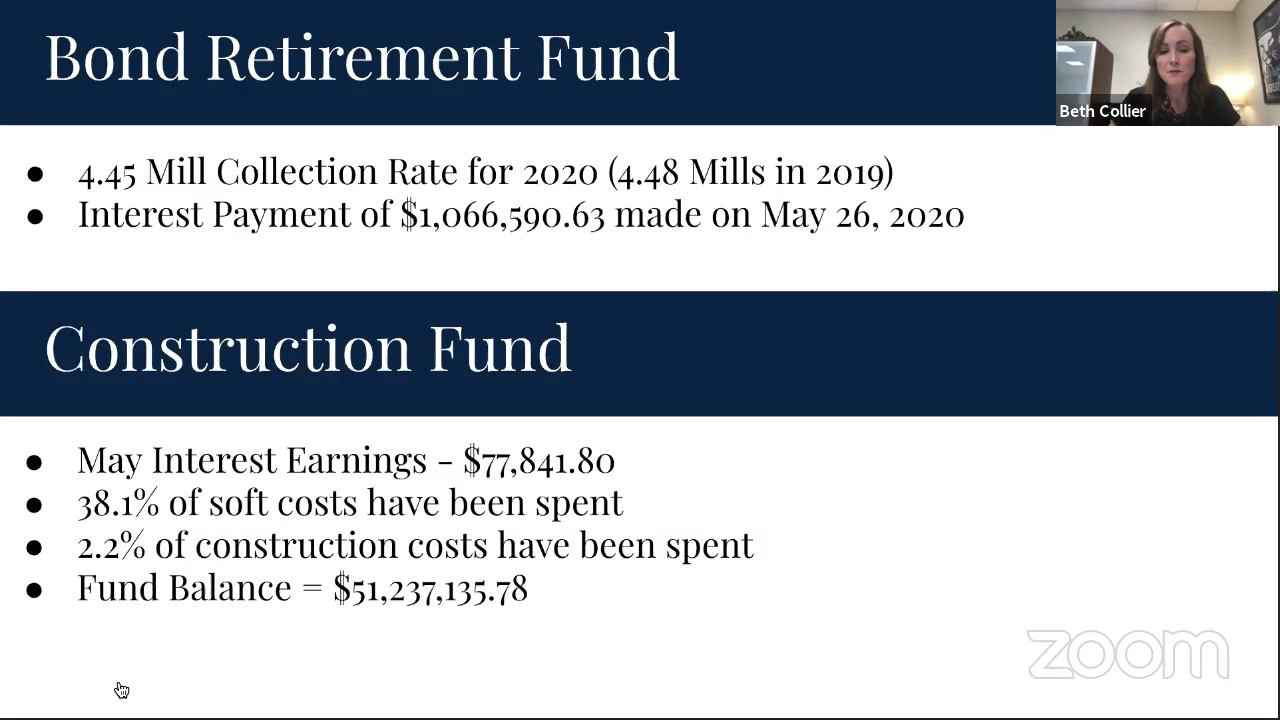 Bond Retirement Fund
Beth Collier
● 4.45 Mill Collection Rate for 2020 (4.48 Mills in 2019)
● Interest Payment of $1,066,590.63 made on May 26, 2020
Construction Fund
● May Interest Earnings - $77,841.80
● 38.1% of soft costs have been spent
● 2.2% of construction costs have been spent
● Fund Balance = $51,237,135.78
zoom